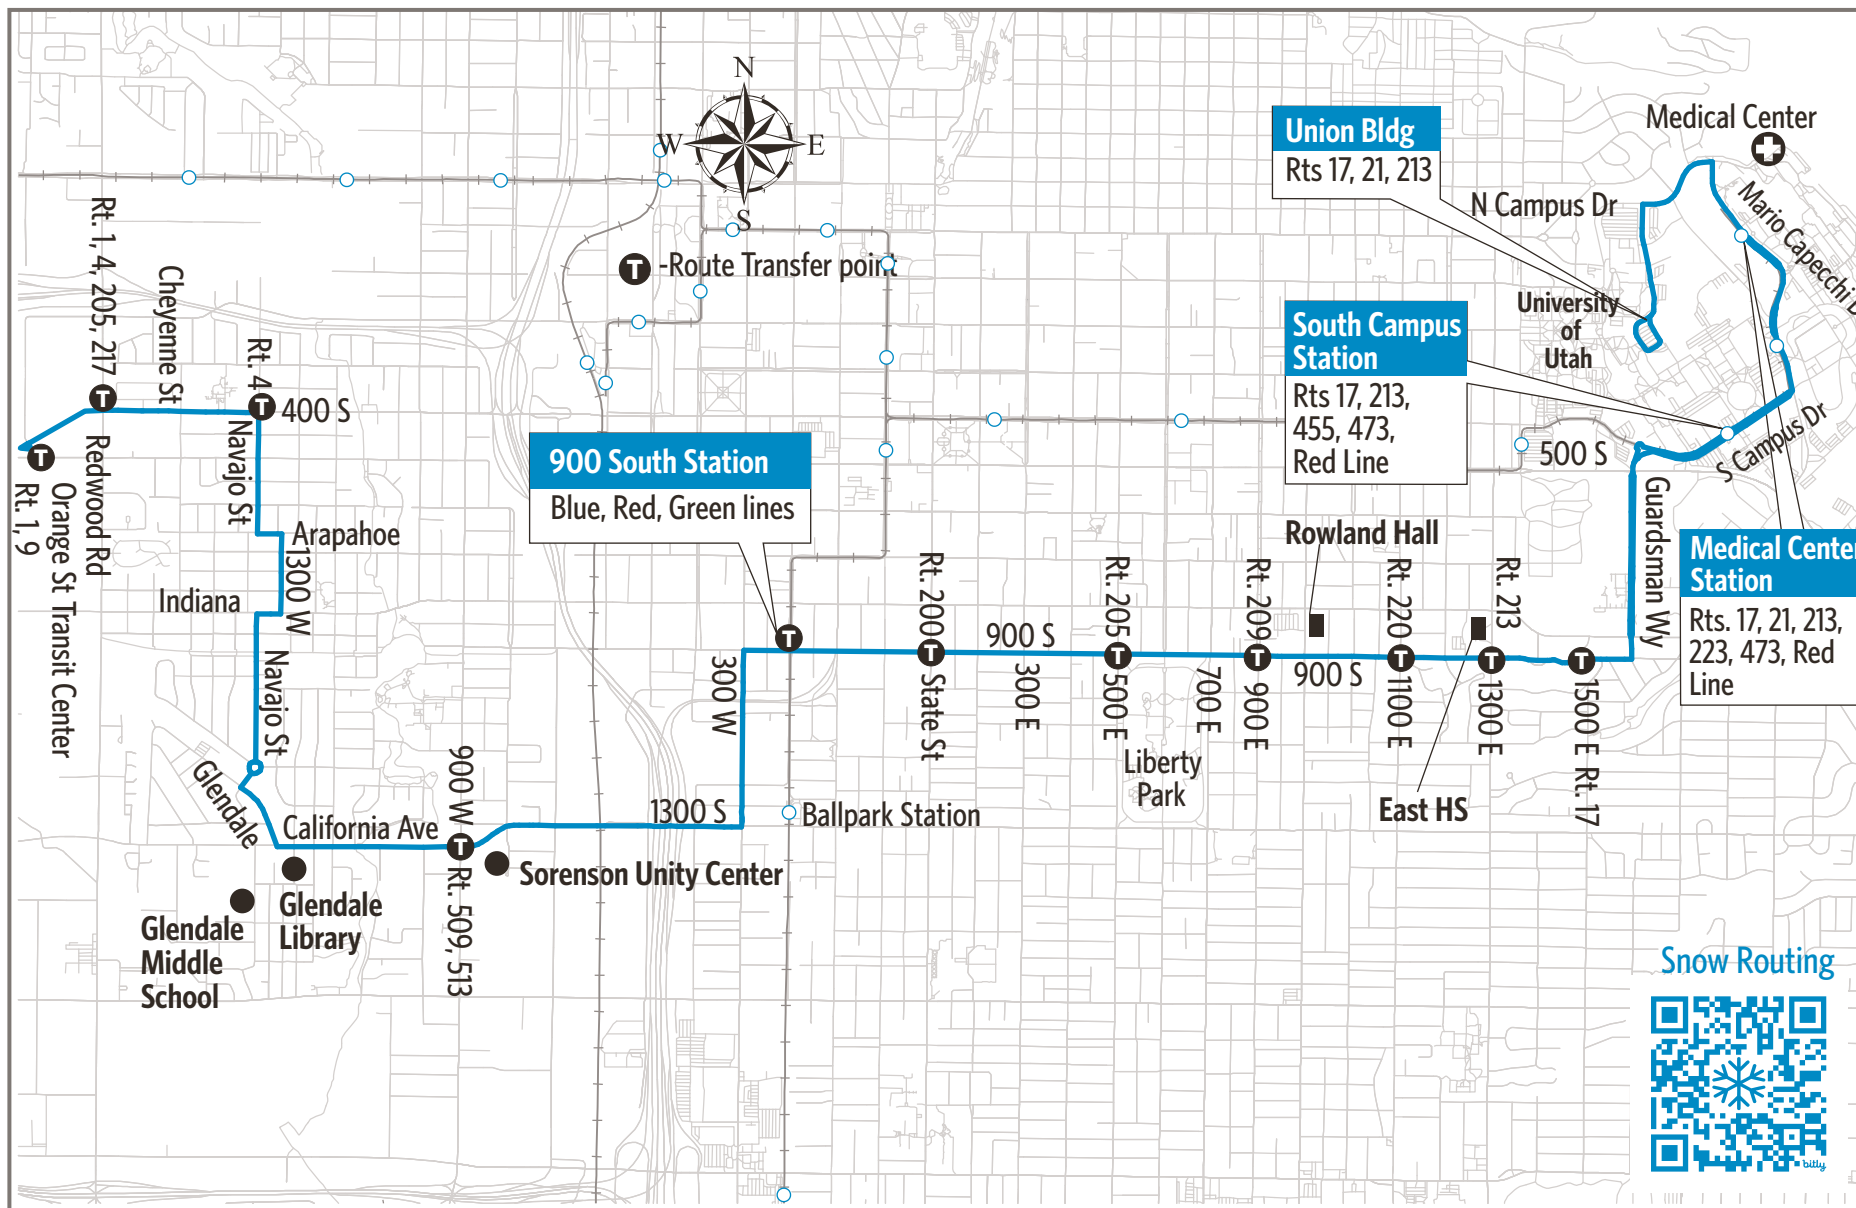 N
W
E
S
-Route Transfer point
Union Bldg
Rts 17, 21, 213
Medical Center
N Campus Dr
Mario Capecchi D
University
of
Utah
South Campus
Station
Rts 17, 213,
455, 473,
Red Line
S Campus Dr
500 S
Guardsman Wy
Medical Center
Station
Rts. 17, 21, 213,
223, 473, Red
Line
Rt. 1, 4, 205, 217
Cheyenne St
Rt. 4
T
T
400 S
T
T
Redwood Rd
Navajo St
Rt. 1, 9
Orange St Transit Center
Arapahoe
1300 W
Indiana
Navajo St
900 South Station
Blue, Red, Green lines
Rowland Hall
T
300 W
Rt. 200
T
State St
900 S
300 E
Rt. 205
T
500 E
700 E
Rt. 209
T
900 E
900 S
Rt. 220
T
1100 E
Rt. 213
T
1300 E
T
1500 E Rt. 17
Liberty
Park
East HS
Glendale
California Ave
900 W
T
Rt. 509, 513
1300 S
Ballpark Station
Sorenson Unity Center
Glendale
Library
Glendale
Middle
School
Snow Routing
bitly